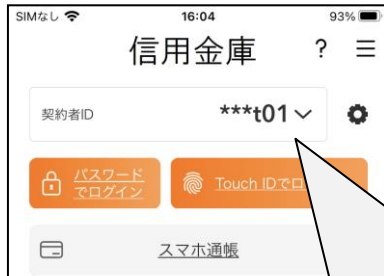 SIMなし 16:04 93%
信用金庫 ?
契約者ID ***t01
パスワード
でログイン
Touch IDでロ
スマホ通帳